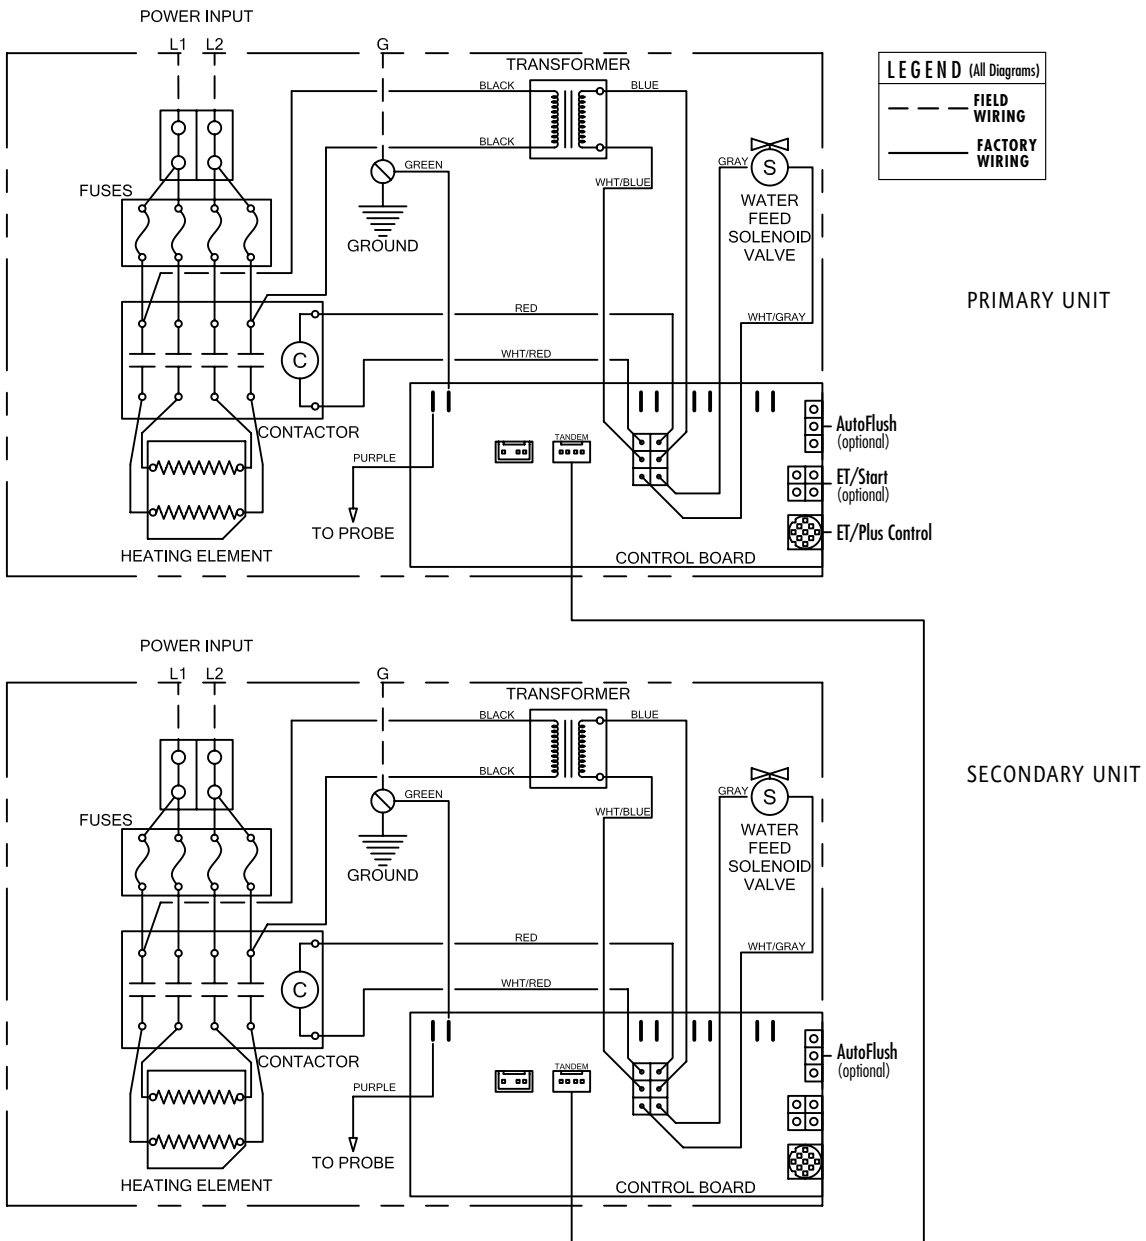 POWER INPUT
L1 L2 G
TRANSFORMER
BLACK
BLUE
LEGEND (All Diagrams)
FIELD
WIRING
FACTORY
WIRING
BLACK
GREEN
GRAY
S
WHT/BLUE
FUSES
WATER
FEED
SOLENOID
VALVE
GROUND
PRIMARY UNIT
RED
WHT/GRAY
WHT/RED
C
CONTACTOR
TANDEM
AutoFlush
(optional)
PURPLE
ET/Start
(optional)
TO PROBE
ET/Plus Control
HEATING ELEMENT
CONTROL BOARD
POWER INPUT
L1 L2 G
TRANSFORMER
BLACK
BLUE
SECONDARY UNIT
BLACK
GREEN
GRAY
S
WHT/BLUE
FUSES
WATER
FEED
SOLENOID
VALVE
GROUND
RED
WHT/GRAY
WHT/RED
C
CONTACTOR
TANDEM
AutoFlush
(optional)
PURPLE
TO PROBE
HEATING ELEMENT
CONTROL BOARD